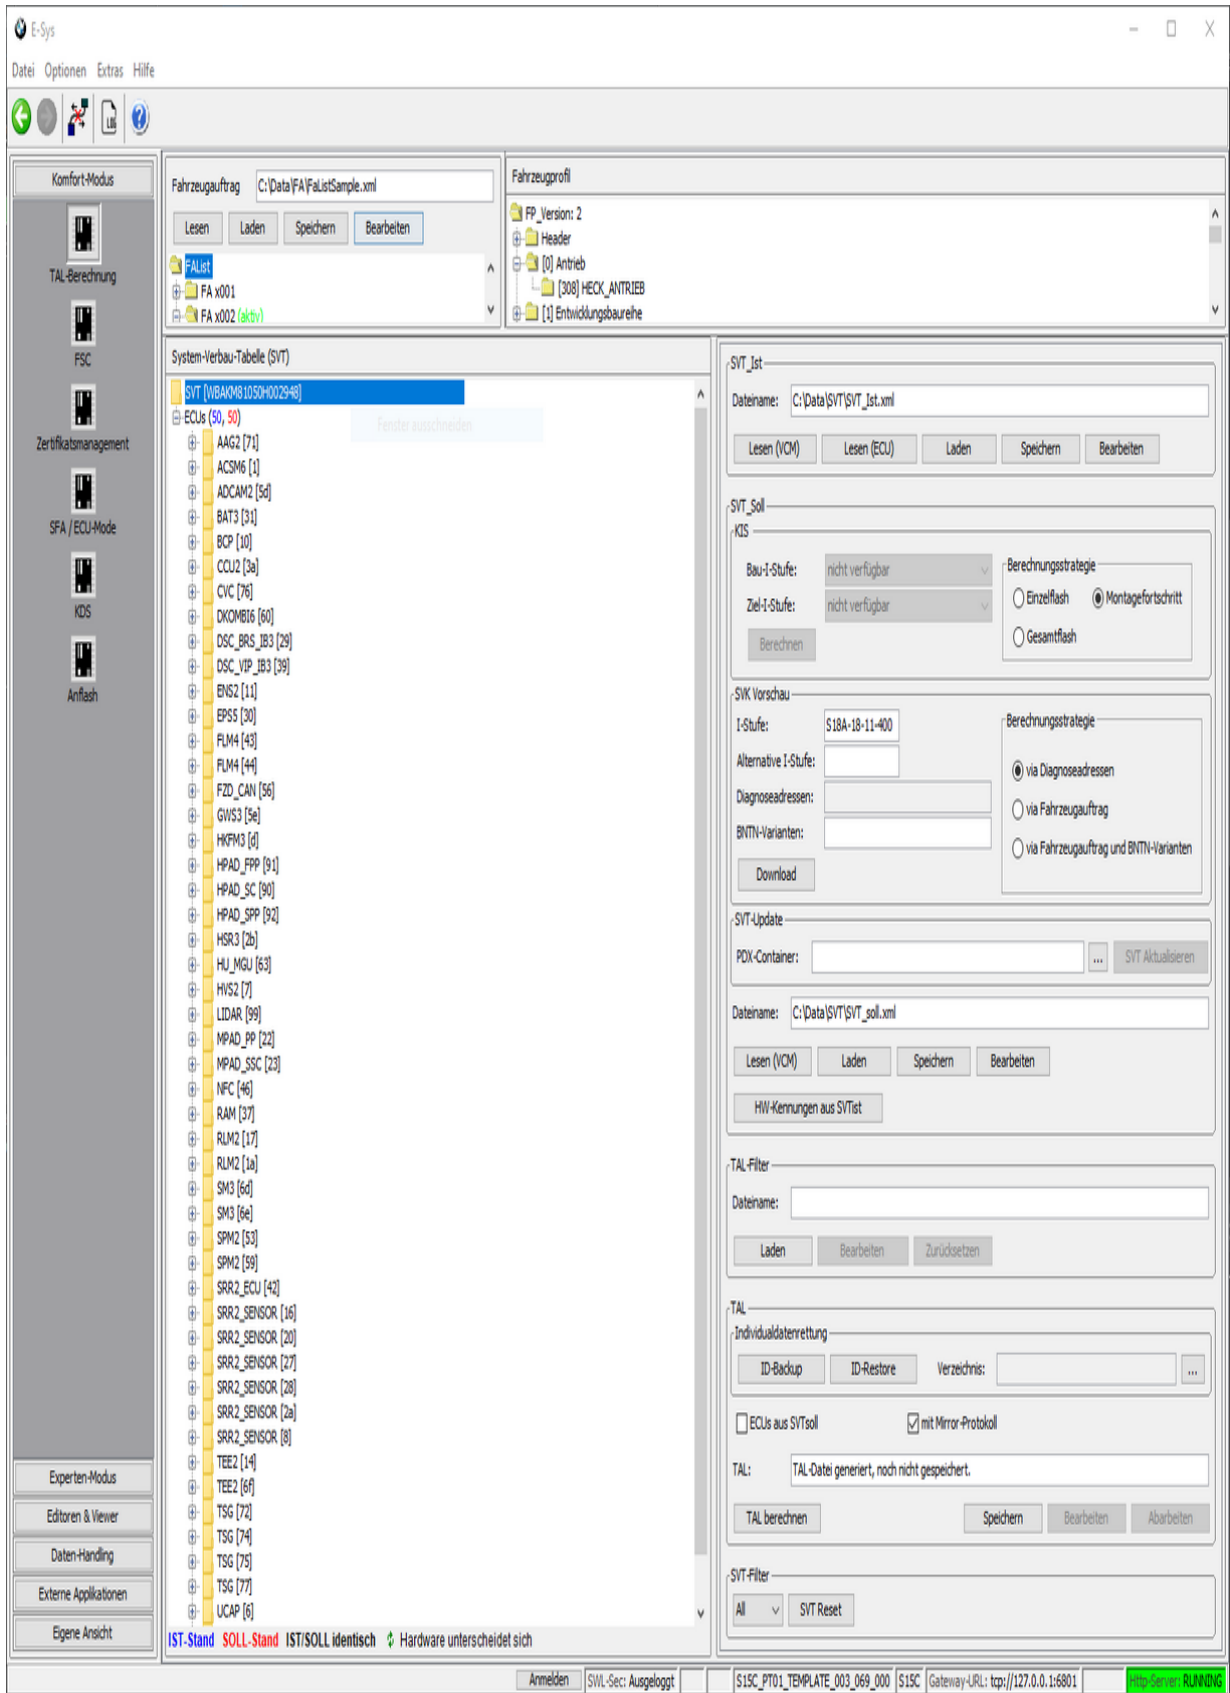 E-Sys
Datei Optionen Extras Hilfe
LOG
Komfort-Modus
TAL-Berechnung
FSC
Zertifikatsmanagement
SFA / ECU-Mode
KDS
Anflash
Experten-Modus
Editoren & Viewer
Daten-Handling
Externe Applikationen
Eigene Ansicht
Fahrzeugauftrag C:\Data\FA\FaListSample.xml
Lesen Laden Speichern Bearbeiten
FAList
FA x001
FA x002 (aktiv)
Fahrzeugprofil
FP_Version: 2
Header
[0] Antrieb
[308] HECK_ANTRIEB
[1] Entwicklungsbaureihe
System-Verbau-Tabelle (SVT)
SVT [WBAKM81050H002948]
Fenster ausschneiden
ECUs (50, 50)
AAG2 [71]
ACSM6 [1]
ADCAM2 [5d]
BAT3 [31]
BCP [10]
CCU2 [3a]
CVC [76]
DKOMBI6 [60]
DSC_BRS_IB3 [29]
DSC_VIP_IB3 [39]
ENS2 [11]
EPS5 [30]
FLM4 [43]
FLM4 [44]
FZD_CAN [56]
GWS3 [5e]
HKFM3 [d]
HPAD_FPP [91]
HPAD_SC [90]
HPAD_SPP [92]
HSR3 [2b]
HU_MGU [63]
HVS2 [7]
LIDAR [99]
MPAD_PP [22]
MPAD_SSC [23]
NFC [46]
RAM [37]
RLM2 [17]
RLM2 [1a]
SM3 [6d]
SM3 [6e]
SPM2 [53]
SPM2 [59]
SRR2_ECU [42]
SRR2_SENSOR [16]
SRR2_SENSOR [20]
SRR2_SENSOR [27]
SRR2_SENSOR [28]
SRR2_SENSOR [2a]
SRR2_SENSOR [8]
TEE2 [14]
TEE2 [6f]
TSG [72]
TSG [74]
TSG [75]
TSG [77]
UCAP [6]
IST-Stand SOLL-Stand IST/SOLL identisch Hardware unterscheidet sich
SVT_Ist
Dateiname: C:\Data\SVT\SVT_Ist.xml
Lesen (VCM) Lesen (ECU) Laden Speichern Bearbeiten
SVT_Soll
KIS
Bau-I-Stufe: nicht verfügbar
Ziel-I-Stufe: nicht verfügbar
Berechnen
Berechnungsstrategie
Einzelflash Montagefortschritt
Gesamtflash
SVK Vorschau
I-Stufe: S18A-18-11-400
Alternative I-Stufe:
Diagnoseadressen:
BNTN-Varianten:
Download
Berechnungsstrategie
via Diagnoseadressen
via Fahrzeugauftrag
via Fahrzeugauftrag und BNTN-Varianten
SVT-Update
PDX-Container: ... SVT Aktualisieren
Dateiname: C:\Data\SVT\SVT_soll.xml
Lesen (VCM) Laden Speichern Bearbeiten
HW-Kennungen aus SVTist
TAL-Filter
Dateiname:
Laden Bearbeiten Zurücksetzen
TAL
Individualdatenrettung
ID-Backup ID-Restore Verzeichnis: ...
ECUs aus SVTsoll mit Mirror-Protokoll
TAL: TAL-Datei generiert, noch nicht gespeichert.
TAL berechnen Speichern Bearbeiten Abarbeiten
SVT-Filter
All SVT Reset
Anmelden SWL-Sec: Ausgeloggt S15C_PT01_TEMPLATE_003_069_000 S15C Gateway-URL: tcp://127.0.0.1:6801 Http-Server: RUNNING